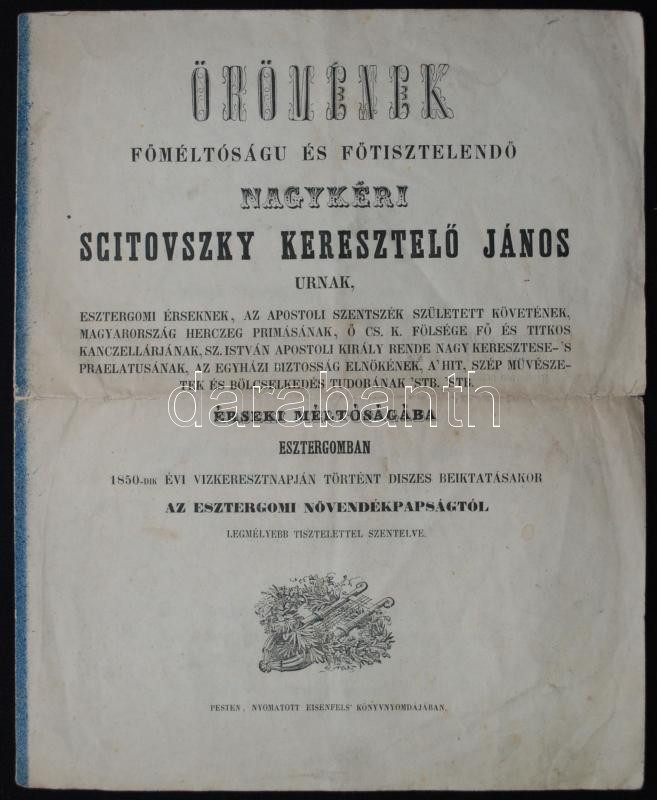 ÖRÖMÉNEK
FŐMÉLTÓSÁGU ÉS FŐTISZTELENDŐ
NAGYKÉRI
SCITOVSZKY KERESZTELŐ JÁNOS
URNAK,
ESZTERGOMI ÉRSEKNEK, AZ APOSTOLI SZENTSZÉK SZÜLETETT KÖVETÉNEK,
MAGYARORSZÁG HERCZEG PRIMÁSÁNAK, Ő CS. K. FÖLSÉGE FŐ ÉS TITKOS
KANCZELLÁRJÁNAK, SZ. ISTVÁN APOSTOLI KIRÁLY RENDE NAGY KERESZTESE-'S
PRAELATUSÁNAK, AZ EGYHÁZI BIZTOSSÁG ELNÖKÉNEK, A' HIT, SZÉP MŰVÉSZE-
TEK ÉS BÖLCSELKEDÉS TUDORÁNAK 'STB. 'STB.
darabanth
ÉRSEKI MÉLTÓSÁGÁBA
ESZTERGOMBAN
1850-DIK ÉVI VIZKERESZTNAPJÁN TÖRTÉNT DISZES BEIKTATÁSAKOR
AZ ESZTERGOMI NÖVENDÉKPAPSÁGTÓL
LEGMÉLYEBB TISZTELETTEL SZENTELVE.
PESTEN, NYOMATOTT EISENFELS' KÖNYVNYOMDÁJÁBAN.